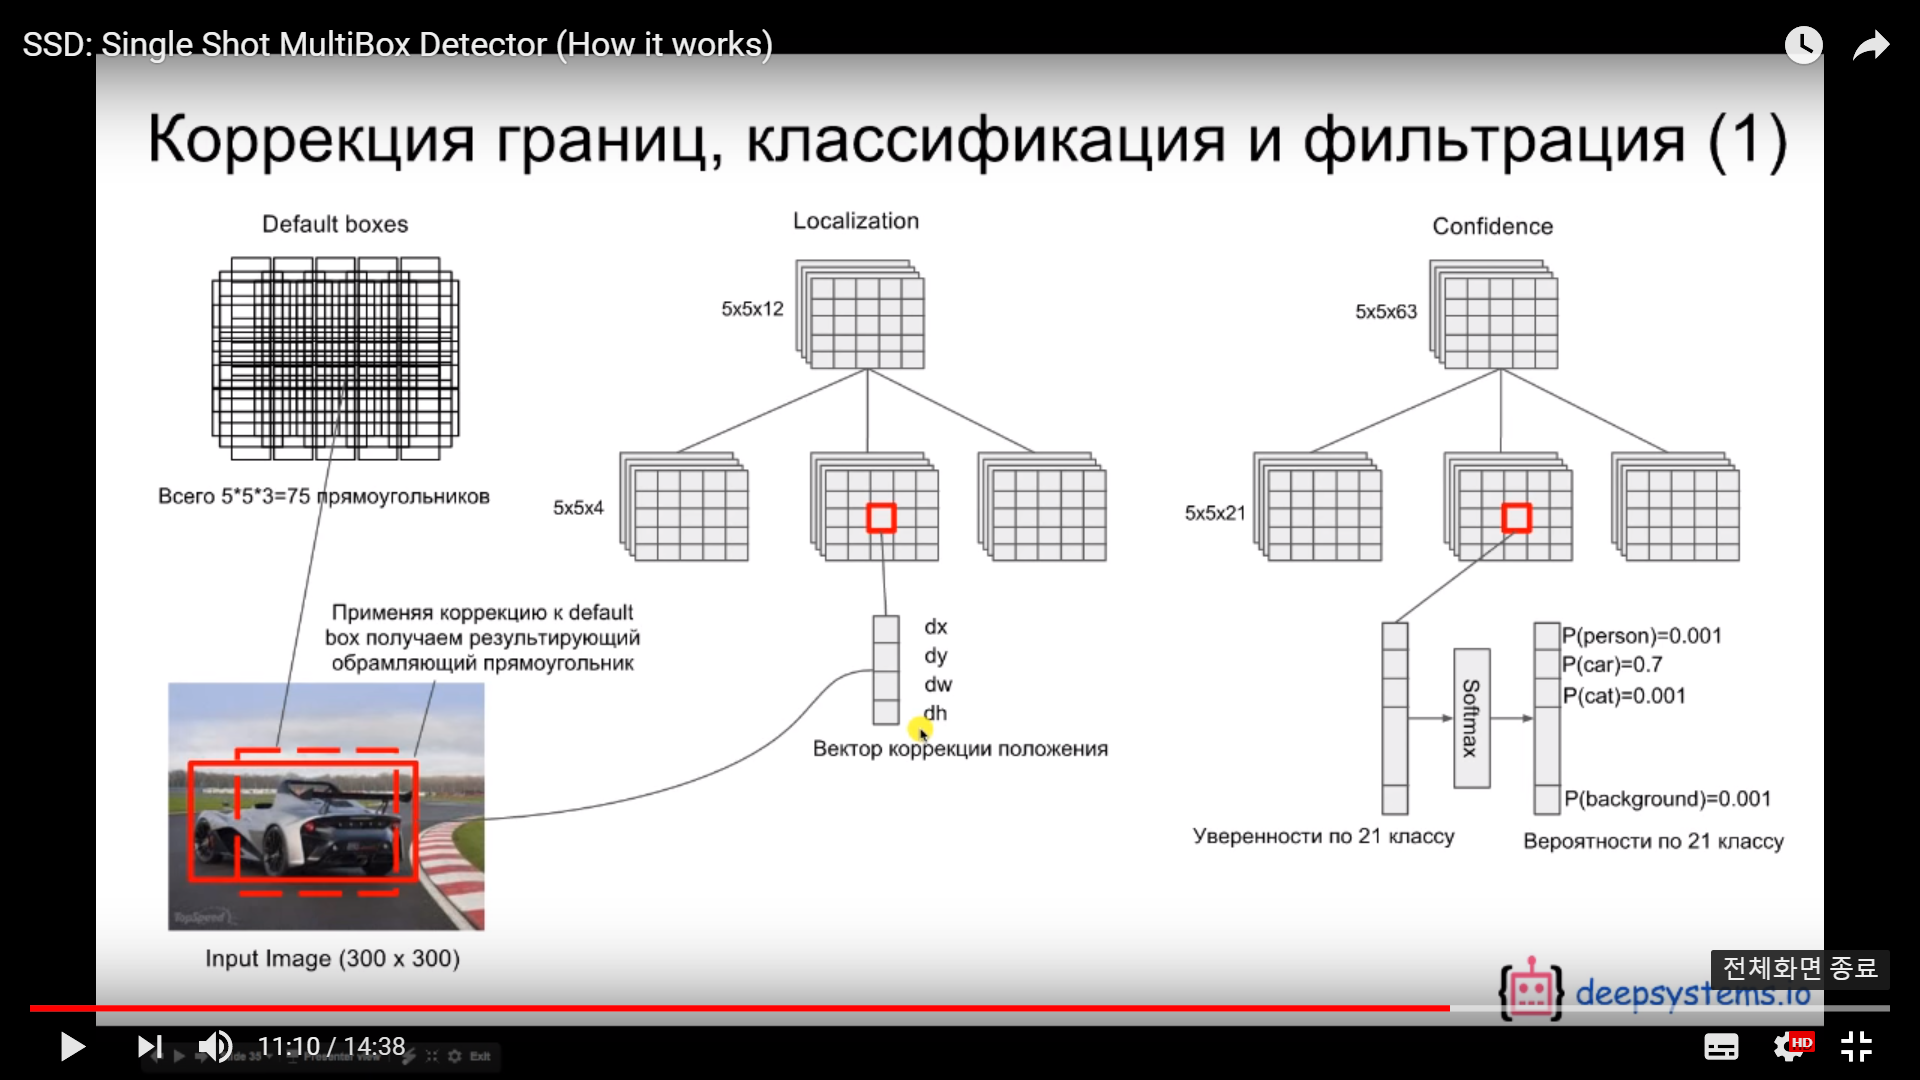 SSD: Single Shot MultiBox Detector (How it works)
Коррекция границ, классификация и фильтрация (1)
Default boxes
Всего 5*5*3=75 прямоугольников
Применяя коррекцию к default
box получаем результирующий
обрамляющий прямоугольник
TopSpeed
Input Image (300 x 300)
Localization
5x5x12
5x5x4
dx
dy
dw
dh
Вектор коррекции положения
Confidence
5x5x63
5x5x21
Softmax
P(person)=0.001
P(car)=0.7
P(cat)=0.001
P(background)=0.001
Уверенности по 21 классу
Вероятности по 21 классу
전체화면 종료
deepsystems.io
11:10 / 14:38
Exit
HD